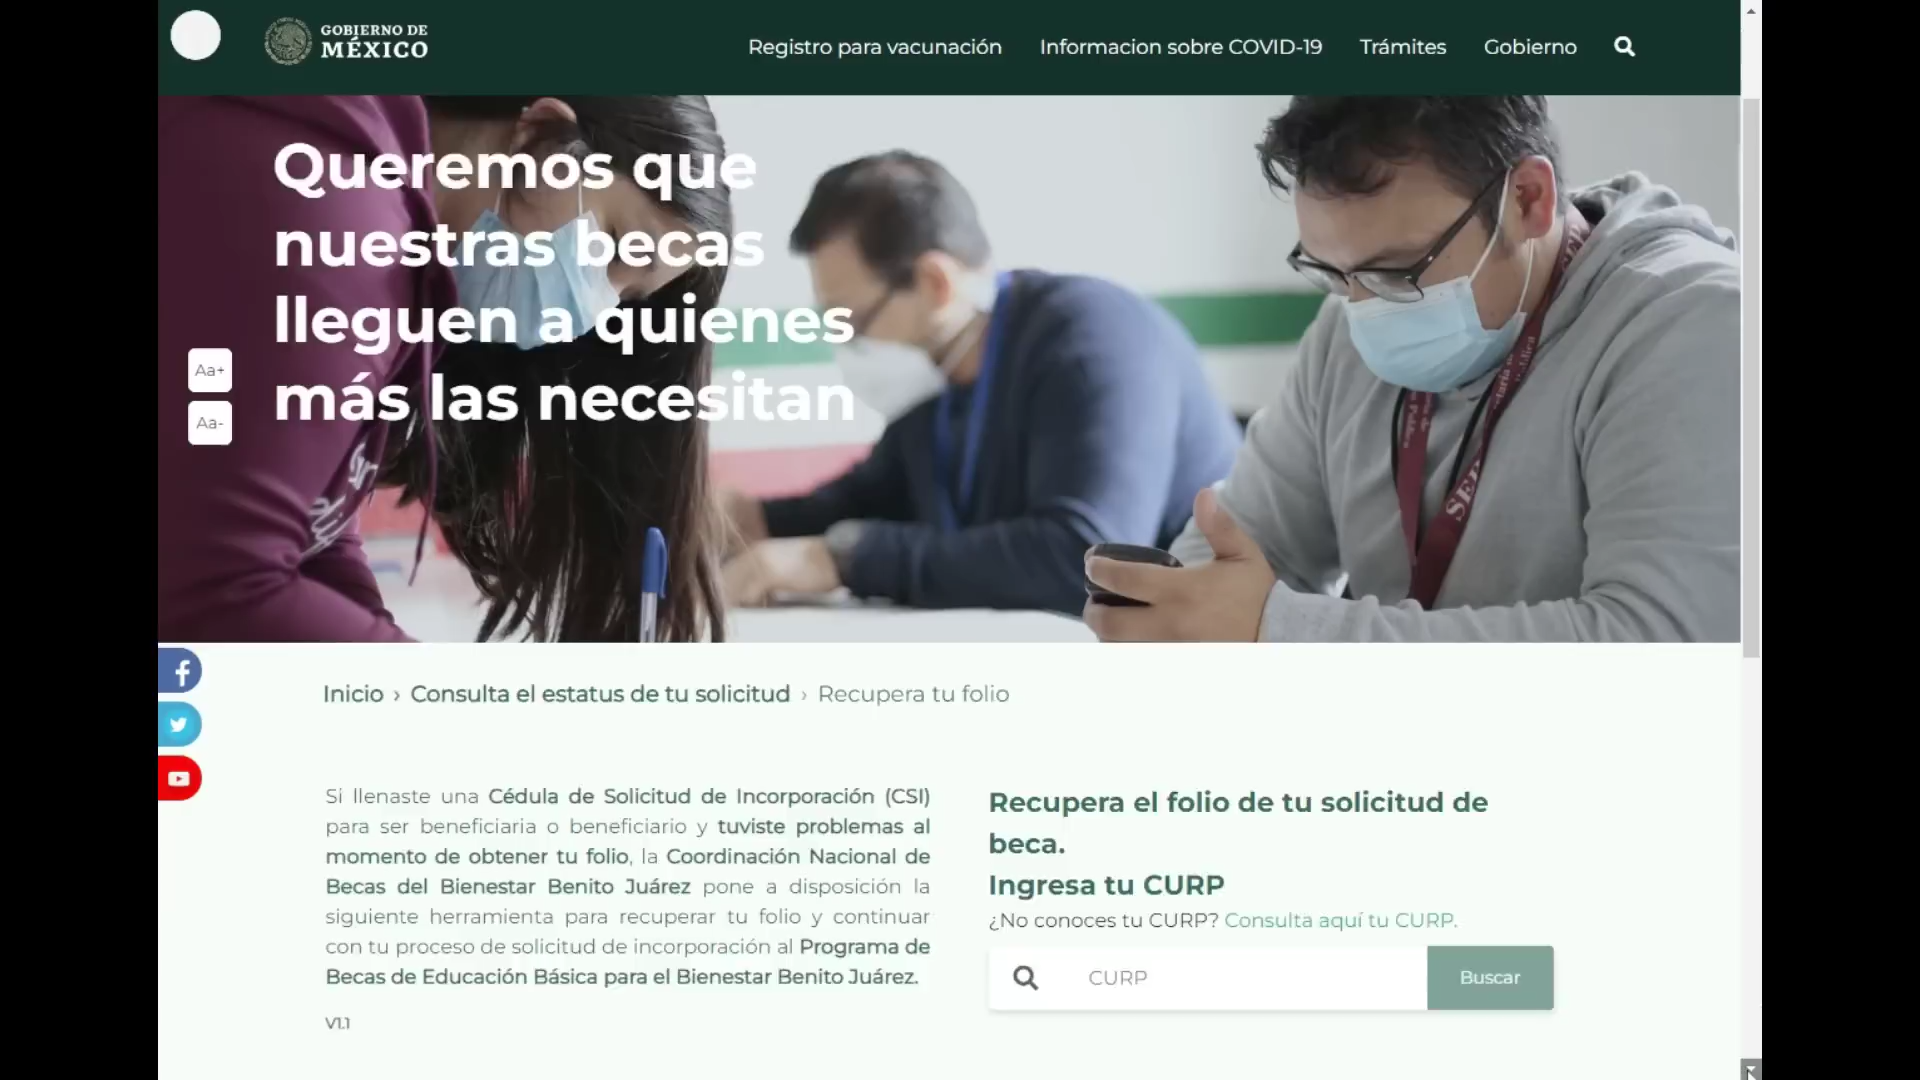 GOBIERNO DE
MÉXICO
Registro para vacunación
Informacion sobre COVID-19
Trámites
Gobierno
Queremos que
nuestras becas
lleguen a quienes
más las necesitan
Aa+
Aa-
SEP
Inicio › Consulta el estatus de tu solicitud › Recupera tu folio
Si llenaste una Cédula de Solicitud de Incorporación (CSI)
para ser beneficiaria o beneficiario y tuviste problemas al
momento de obtener tu folio, la Coordinación Nacional de
Becas del Bienestar Benito Juárez pone a disposición la
siguiente herramienta para recuperar tu folio y continuar
con tu proceso de solicitud de incorporación al Programa de
Becas de Educación Básica para el Bienestar Benito Juárez.
V1.1
Recupera el folio de tu solicitud de
beca.
Ingresa tu CURP
¿No conoces tu CURP? Consulta aquí tu CURP.
CURP
Buscar